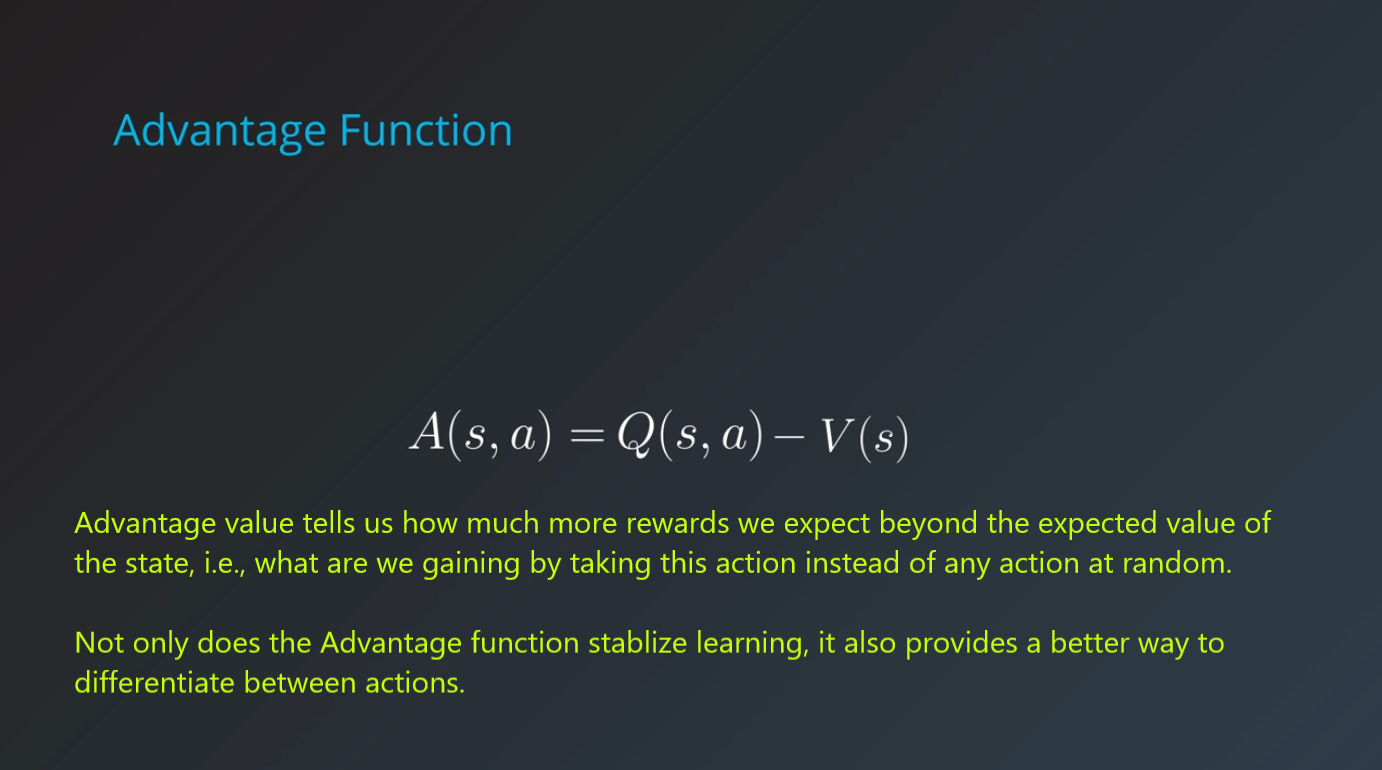 Advantage Function
A(s, a) = Q(s, a) − V(s)
Advantage value tells us how much more rewards we expect beyond the expected value of
the state, i.e., what are we gaining by taking this action instead of any action at random.
Not only does the Advantage function stablize learning, it also provides a better way to
differentiate between actions.